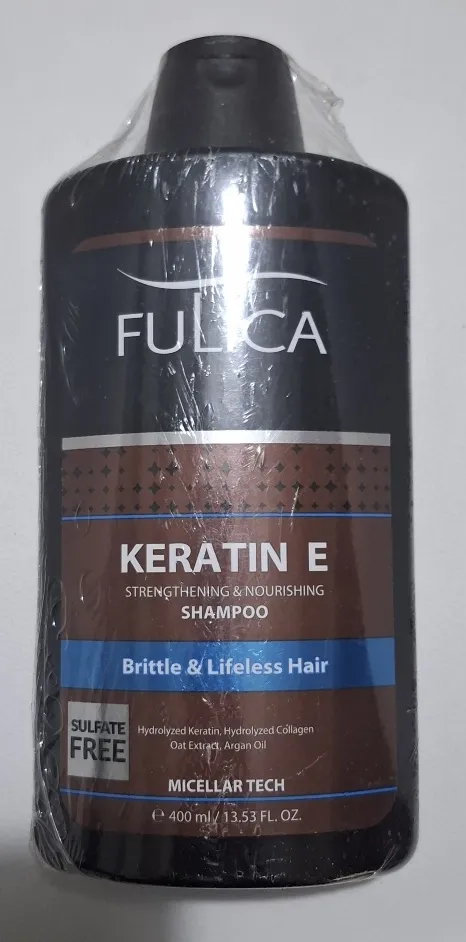 FULICA
KERATIN E
STRENGTHENING & NOURISHING
SHAMPOO
Brittle & Lifeless Hair
SULFATE
FREE
Hydrolyzed Keratin, Hydrolyzed Collagen
Oat Extract, Argan Oil
MICELLAR TECH
℮ 400 ml / 13.53 FL. OZ.